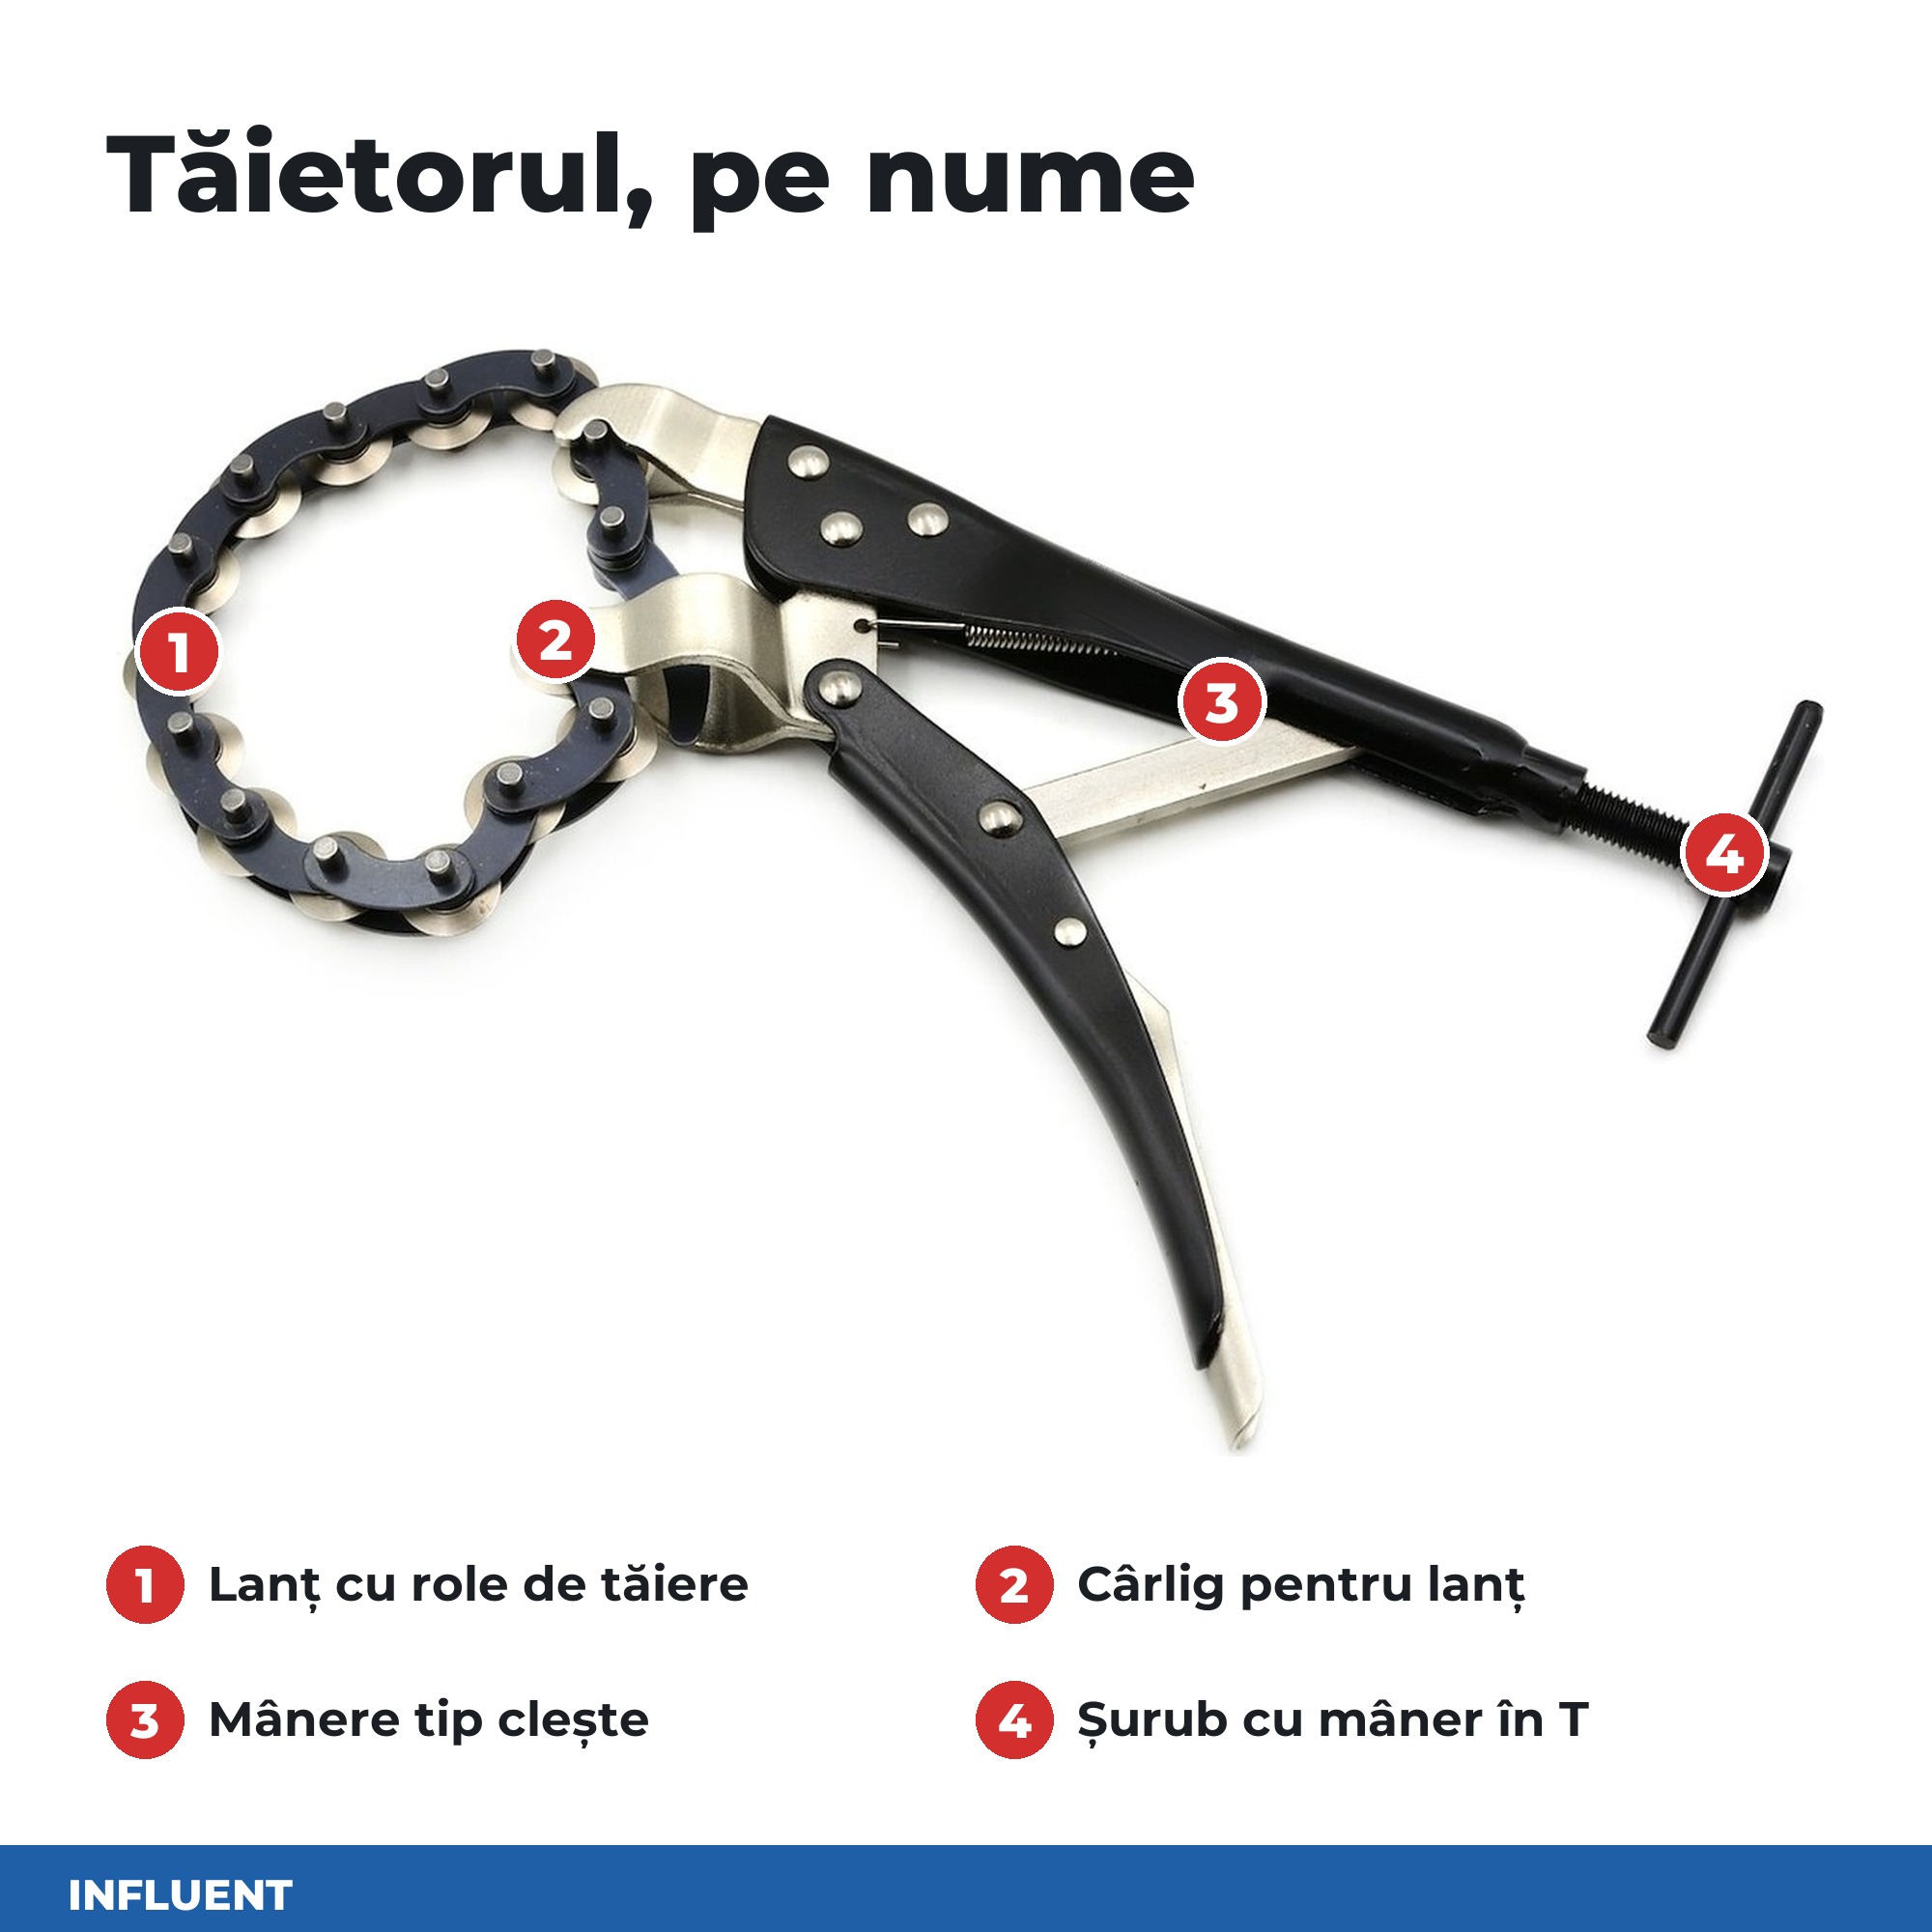 Tăietorul, pe nume
1
2
3
4
1 Lanț cu role de tăiere
2 Cârlig pentru lanț
3 Mânere tip clește
4 Șurub cu mâner în T
INFLUENT